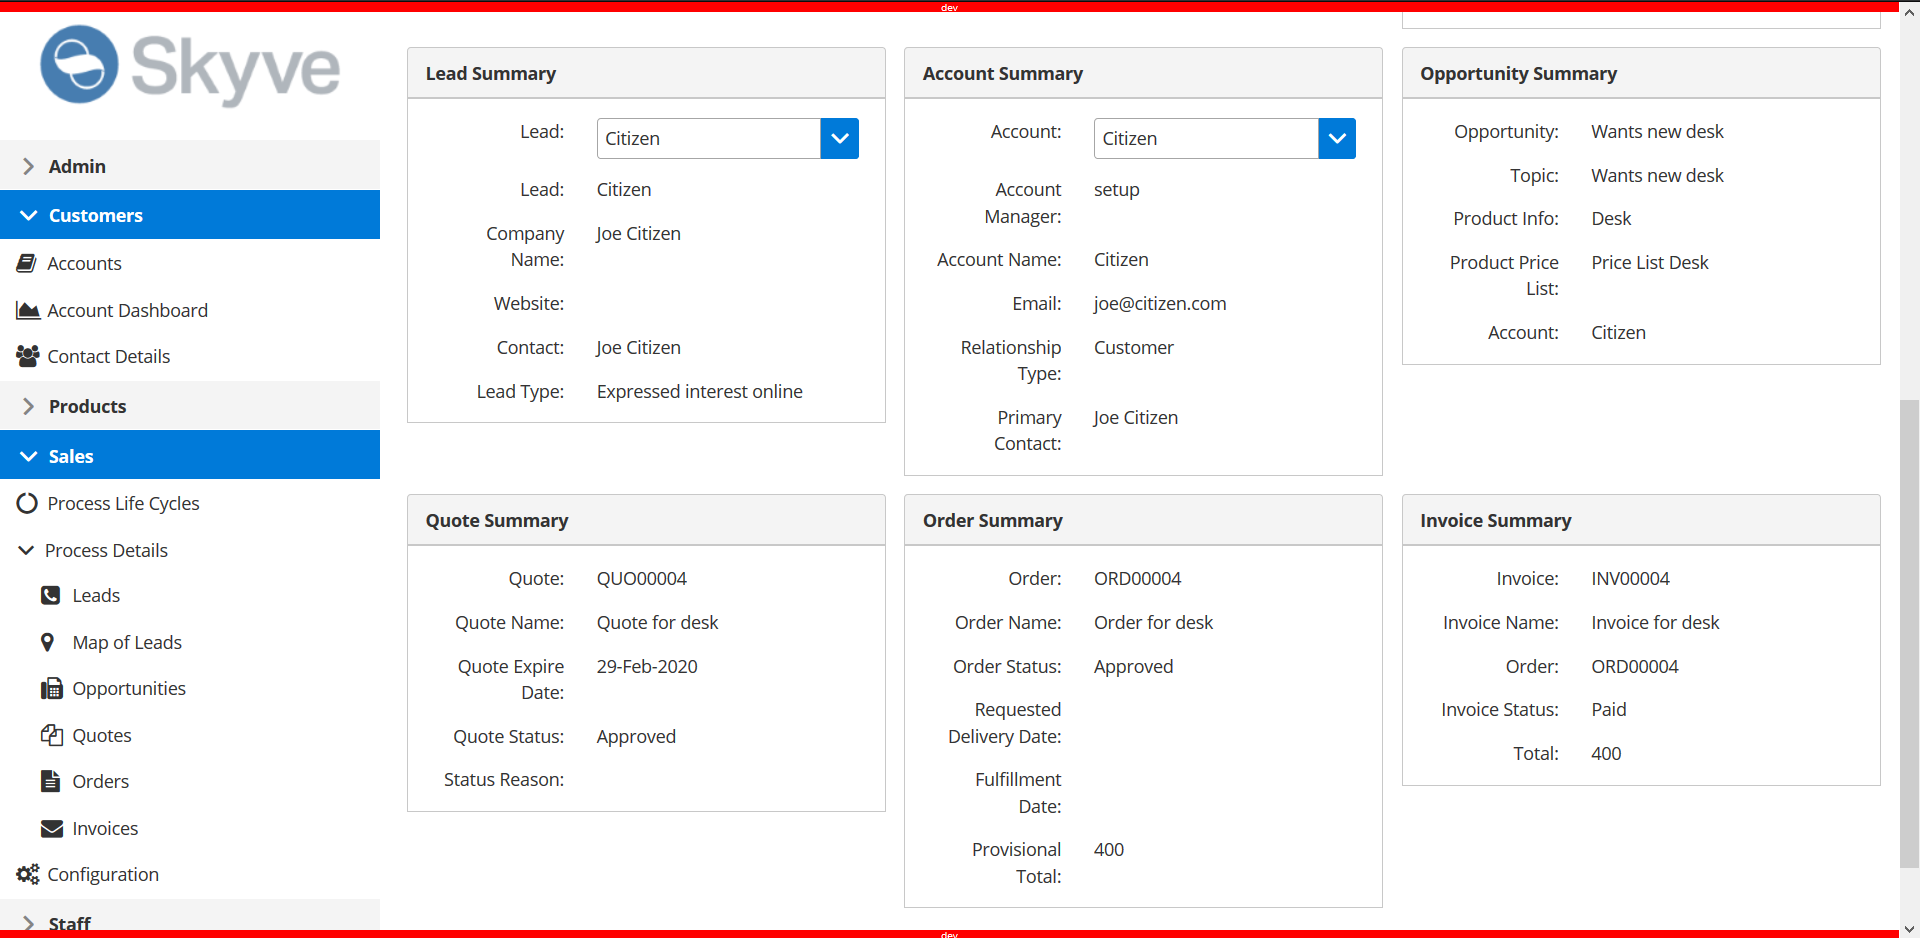 dev
Skyve
Admin
Customers
Accounts
Account Dashboard
Contact Details
Products
Sales
Process Life Cycles
Process Details
Leads
Map of Leads
Opportunities
Quotes
Orders
Invoices
Configuration
Staff
Lead Summary
Lead: Citizen
Lead: Citizen
Company Name: Joe Citizen
Website:
Contact: Joe Citizen
Lead Type: Expressed interest online
Account Summary
Account: Citizen
Account Manager: setup
Account Name: Citizen
Email: joe@citizen.com
Relationship Type: Customer
Primary Contact: Joe Citizen
Opportunity Summary
Opportunity: Wants new desk
Topic: Wants new desk
Product Info: Desk
Product Price List: Price List Desk
Account: Citizen
Quote Summary
Quote: QUO00004
Quote Name: Quote for desk
Quote Expire Date: 29-Feb-2020
Quote Status: Approved
Status Reason:
Order Summary
Order: ORD00004
Order Name: Order for desk
Order Status: Approved
Requested Delivery Date:
Fulfillment Date:
Provisional Total: 400
Invoice Summary
Invoice: INV00004
Invoice Name: Invoice for desk
Order: ORD00004
Invoice Status: Paid
Total: 400
dev